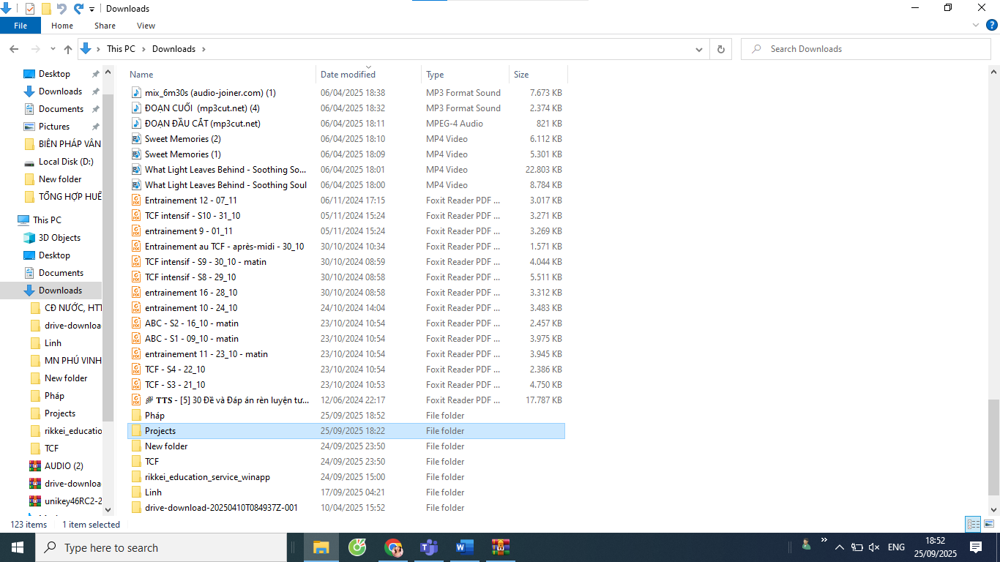 Downloads
File Home Share View
This PC Downloads
Search Downloads
Desktop
Downloads
Documents
Pictures
BIÊN PHÁP VÂN
Local Disk (D:)
New folder
TỔNG HỢP HUẾ
This PC
3D Objects
Desktop
Documents
Downloads
CĐ NƯỚC, HTT
drive-downloa
Linh
MN PHÚ VINH
New folder
Pháp
Projects
rikkei_educatio
TCF
AUDIO (2)
drive-downloa
unikey46RC2-2
Name Date modified Type Size
mix_6m30s (audio-joiner.com) (1) 06/04/2025 18:38 MP3 Format Sound 7.673 KB
ĐOẠN CUỐI (mp3cut.net) (4) 06/04/2025 18:32 MP3 Format Sound 2.374 KB
ĐOẠN ĐẦU CẮT (mp3cut.net) 06/04/2025 18:11 MPEG-4 Audio 821 KB
Sweet Memories (2) 06/04/2025 18:10 MP4 Video 6.112 KB
Sweet Memories (1) 06/04/2025 18:09 MP4 Video 5.301 KB
What Light Leaves Behind - Soothing So... 06/04/2025 18:01 MP4 Video 22.803 KB
What Light Leaves Behind - Soothing Soul 06/04/2025 18:00 MP4 Video 8.784 KB
Entrainement 12 - 07_11 06/11/2024 17:15 Foxit Reader PDF ... 3.017 KB
TCF intensif - S10 - 31_10 05/11/2024 15:24 Foxit Reader PDF ... 3.271 KB
entrainement 9 - 01_11 05/11/2024 15:24 Foxit Reader PDF ... 3.269 KB
Entrainement au TCF - après-midi - 30_10 30/10/2024 10:34 Foxit Reader PDF ... 1.571 KB
TCF intensif - S9 - 30_10 - matin 30/10/2024 08:59 Foxit Reader PDF ... 4.044 KB
TCF intensif - S8 - 29_10 30/10/2024 08:58 Foxit Reader PDF ... 5.511 KB
entrainement 16 - 28_10 30/10/2024 08:58 Foxit Reader PDF ... 3.312 KB
entrainement 10 - 24_10 24/10/2024 14:04 Foxit Reader PDF ... 3.483 KB
ABC - S2 - 16_10 - matin 23/10/2024 10:54 Foxit Reader PDF ... 2.457 KB
ABC - S1 - 09_10 - matin 23/10/2024 10:54 Foxit Reader PDF ... 3.975 KB
entrainement 11 - 23_10 - matin 23/10/2024 10:54 Foxit Reader PDF ... 3.945 KB
TCF - S4 - 22_10 23/10/2024 10:54 Foxit Reader PDF ... 2.386 KB
TCF - S3 - 21_10 23/10/2024 10:53 Foxit Reader PDF ... 4.750 KB
TTS - [5] 30 Đề và Đáp án rèn luyện tư... 12/06/2024 22:17 Foxit Reader PDF ... 17.787 KB
Pháp 25/09/2025 18:52 File folder
Projects 25/09/2025 18:22 File folder
New folder 24/09/2025 23:50 File folder
TCF 24/09/2025 23:50 File folder
rikkei_education_service_winapp 24/09/2025 15:00 File folder
Linh 17/09/2025 04:21 File folder
drive-download-20250410T084937Z-001 10/04/2025 15:52 File folder
123 items 1 item selected
Type here to search
ENG
18:52
25/09/2025